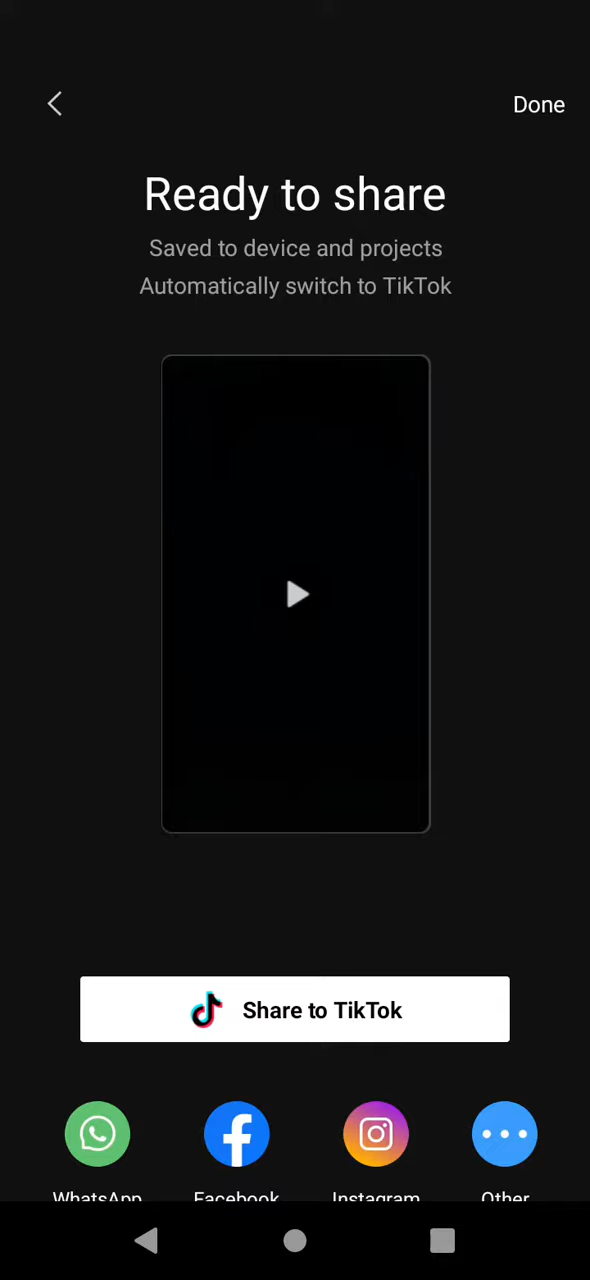 Done
Ready to share
Saved to device and projects
Automatically switch to TikTok
Share to TikTok
WhatsApp
Facebook
Instagram
Other